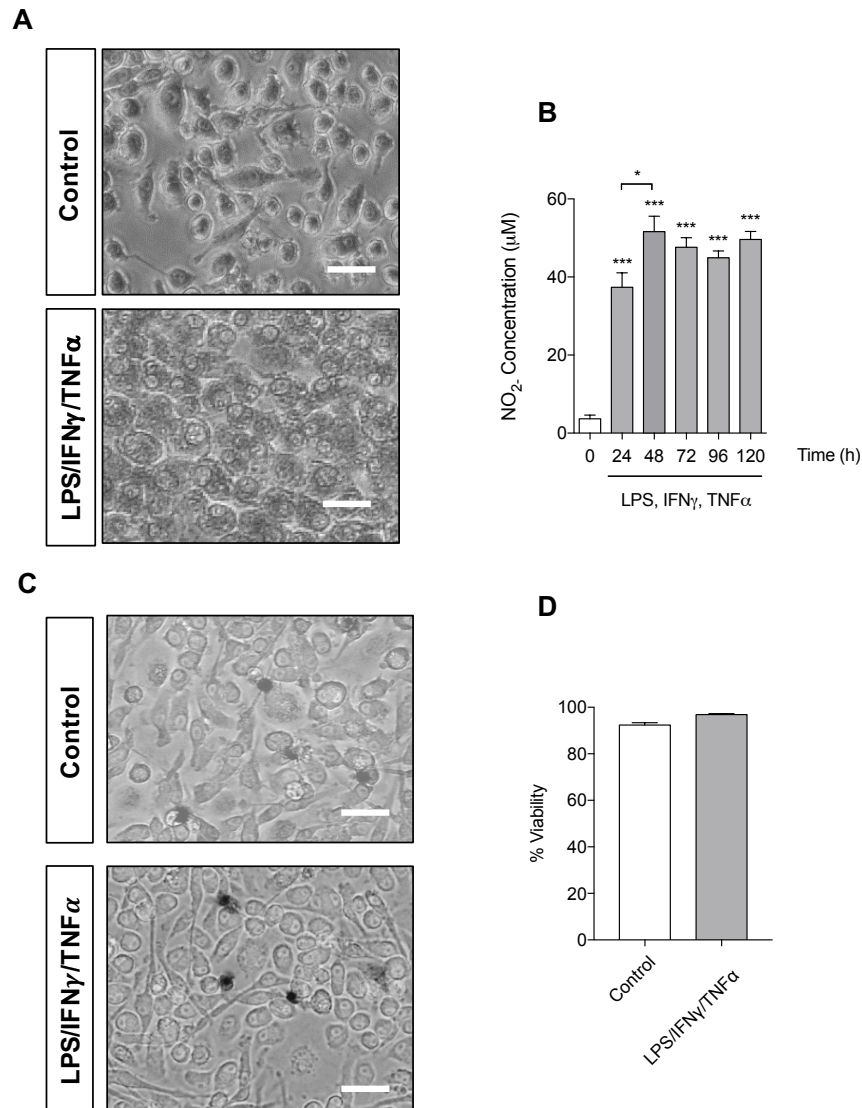 A
Control
LPS/IFNγ/TNFα
B
NO2- Concentration (μM)
60
40
20
0
*
***
***
***
***
***
0 24 48 72 96 120 Time (h)
LPS, IFNγ, TNFα
C
Control
LPS/IFNγ/TNFα
D
% Viability
100
80
60
40
20
0
Control
LPS/IFNγ/TNFα